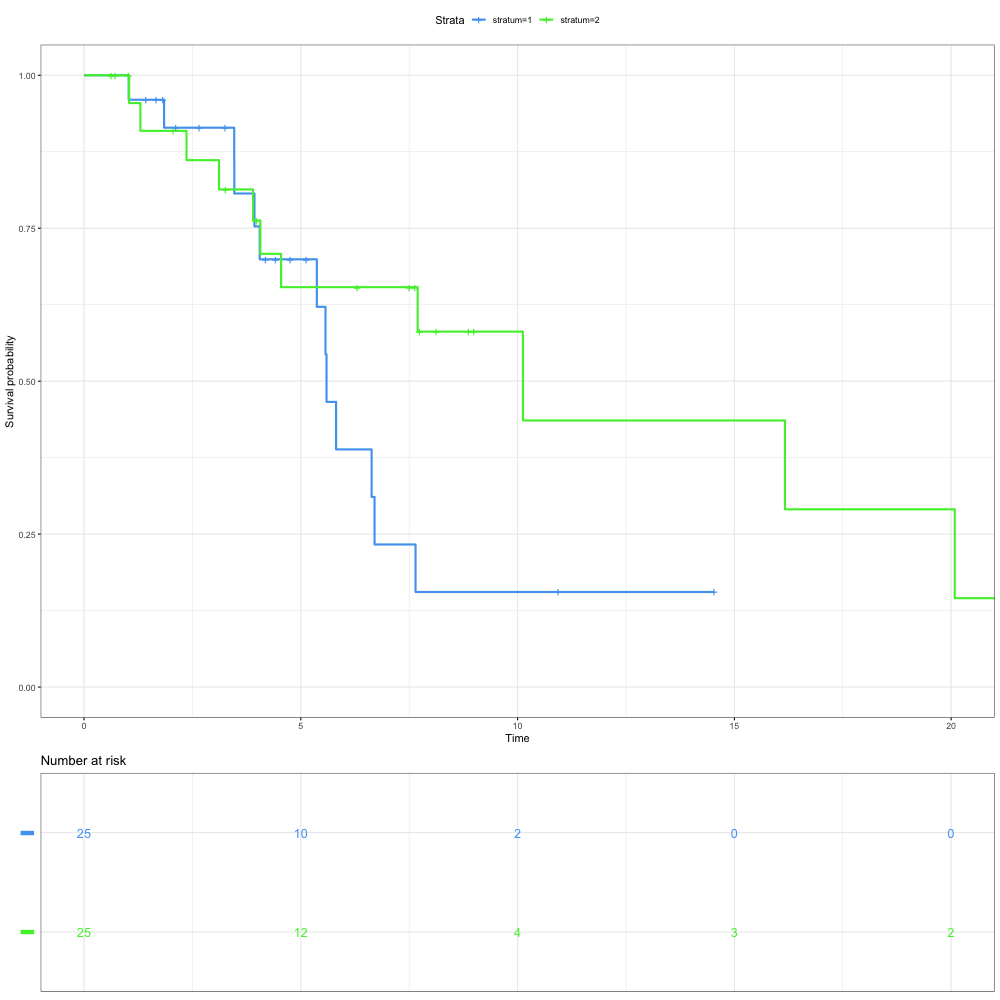 Strata stratum=1 stratum=2
1.00
0.75
0.50
0.25
0.00
Survival probability
0 5 10 15 20
Time
Number at risk
25 10 2 0 0
25 12 4 3 2